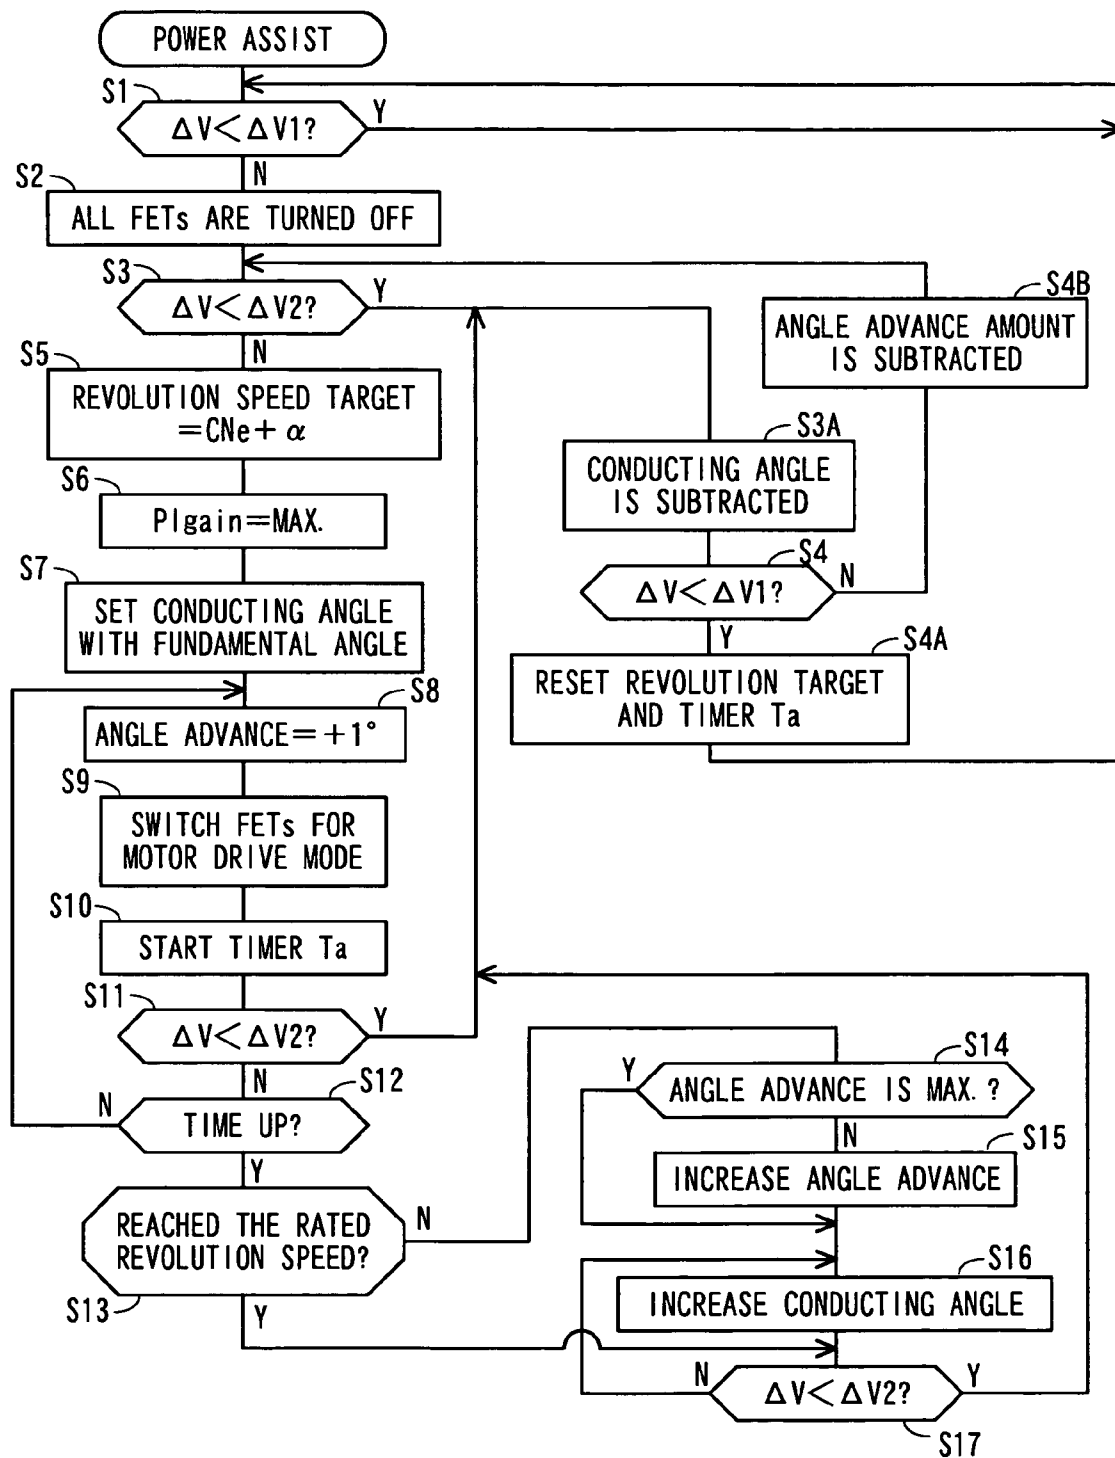 POWER ASSIST
S1
ΔV<ΔV1?
Y
N
S2
ALL FETs ARE TURNED OFF
S3
ΔV<ΔV2?
Y
N
S5
REVOLUTION SPEED TARGET
=CNe+α
S6
PIgain=MAX.
S7
SET CONDUCTING ANGLE
WITH FUNDAMENTAL ANGLE
S8
ANGLE ADVANCE=+1°
S9
SWITCH FETs FOR
MOTOR DRIVE MODE
S10
START TIMER Ta
S11
ΔV<ΔV2?
Y
N
S12
TIME UP?
N
Y
REACHED THE RATED
REVOLUTION SPEED?
N
S13
Y
S4B
ANGLE ADVANCE AMOUNT
IS SUBTRACTED
S3A
CONDUCTING ANGLE
IS SUBTRACTED
S4
ΔV<ΔV1?
N
Y
S4A
RESET REVOLUTION TARGET
AND TIMER Ta
S14
Y
ANGLE ADVANCE IS MAX.?
N
S15
INCREASE ANGLE ADVANCE
S16
INCREASE CONDUCTING ANGLE
N
ΔV<ΔV2?
Y
S17